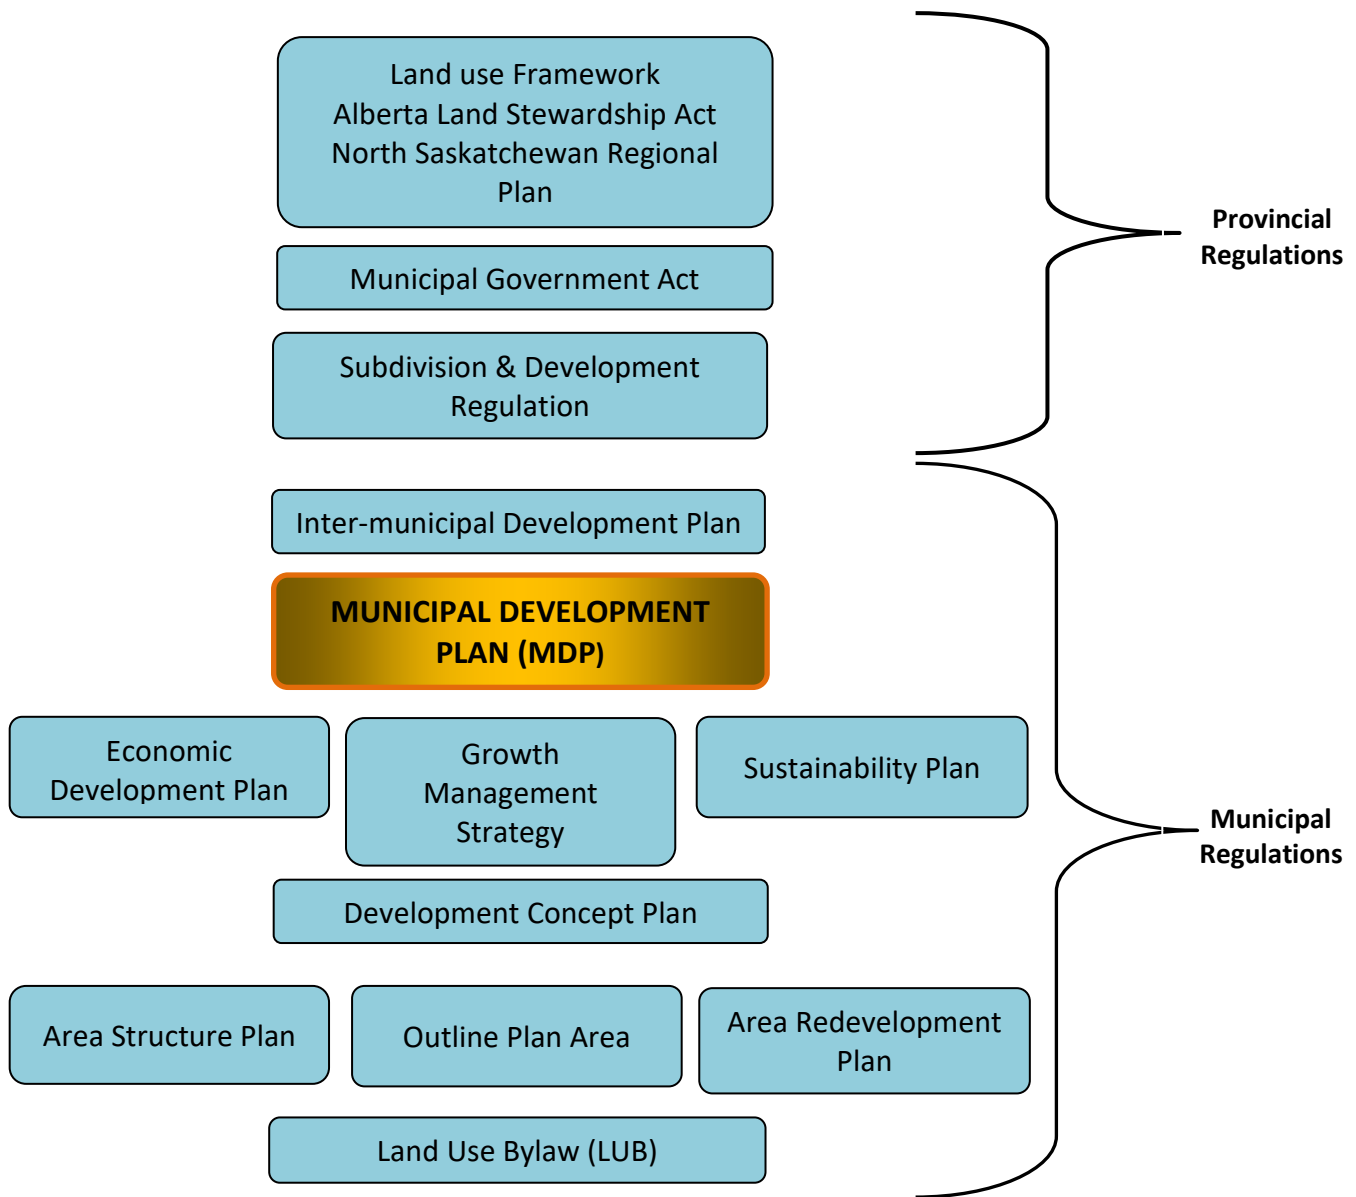 Land use Framework
Alberta Land Stewardship Act
North Saskatchewan Regional
Plan
Provincial
Regulations
Municipal Government Act
Subdivision & Development
Regulation
Inter-municipal Development Plan
MUNICIPAL DEVELOPMENT
PLAN (MDP)
Economic
Development Plan
Growth
Management
Strategy
Sustainability Plan
Municipal
Regulations
Development Concept Plan
Area Structure Plan
Outline Plan Area
Area Redevelopment
Plan
Land Use Bylaw (LUB)